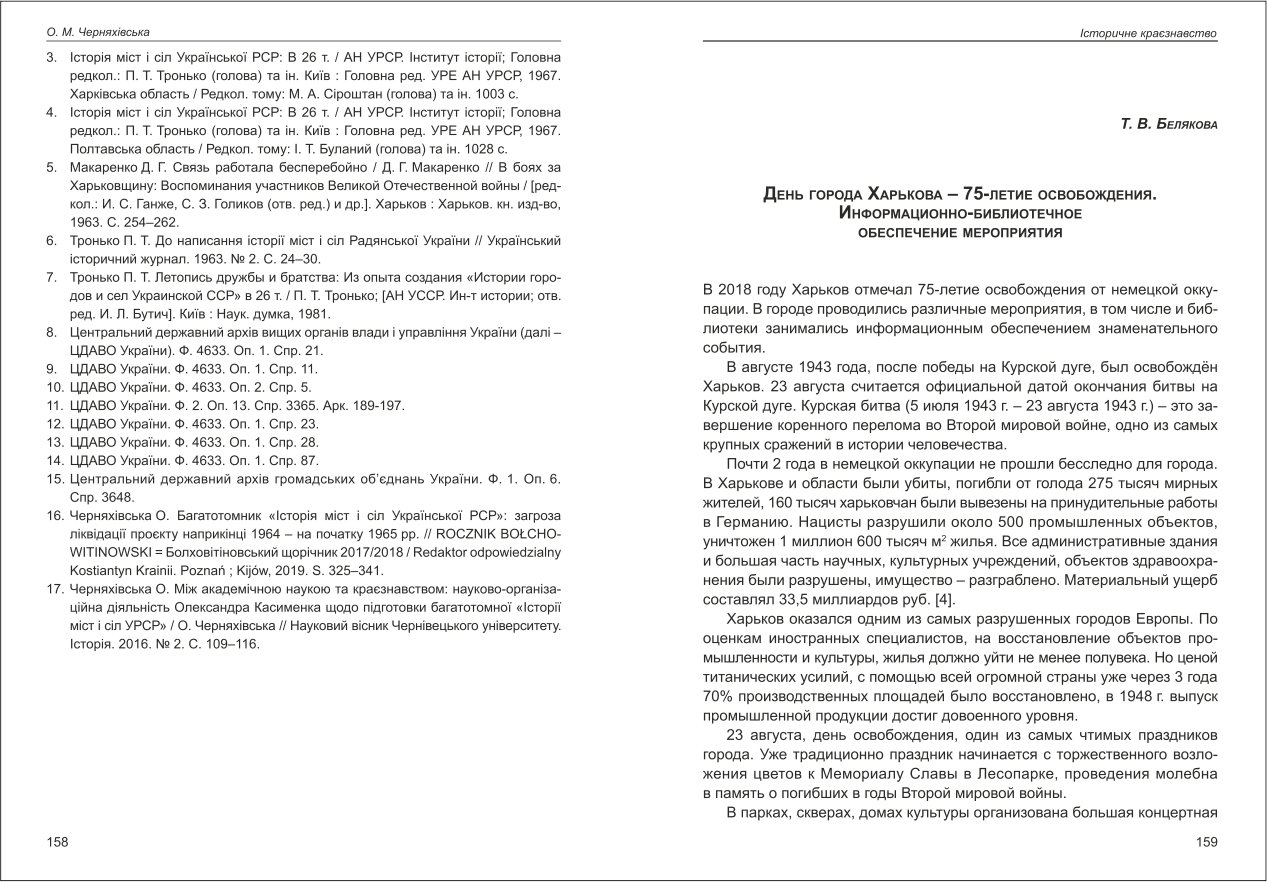 О. М. Черняхівська
3. Історія міст і сіл Української РСР: В 26 т. / АН УРСР. Інститут історії; Головна
редкол.: П. Т. Тронько (голова) та ін. Київ : Головна ред. УРЕ АН УРСР, 1967.
Харківська область / Редкол. тому: М. А. Сіроштан (голова) та ін. 1003 с.
4. Історія міст і сіл Української РСР: В 26 т. / АН УРСР. Інститут історії; Головна
редкол.: П. Т. Тронько (голова) та ін. Київ : Головна ред. УРЕ АН УРСР, 1967.
Полтавська область / Редкол. тому: І. Т. Буланий (голова) та ін. 1028 с.
5. Макаренко Д. Г. Связь работала бесперебойно / Д. Г. Макаренко // В боях за
Харьковщину: Воспоминания участников Великой Отечественной войны / [ред-
кол.: И. С. Ганже, С. З. Голиков (отв. ред.) и др.]. Харьков : Харьков. кн. изд-во,
1963. С. 254–262.
6. Тронько П. Т. До написання історії міст і сіл Радянської України // Український
історичний журнал. 1963. № 2. С. 24–30.
7. Тронько П. Т. Летопись дружбы и братства: Из опыта создания «Истории горо-
дов и сел Украинской ССР» в 26 т. / П. Т. Тронько; [АН УССР. Ин-т истории; отв.
ред. И. Л. Бутич]. Київ : Наук. думка, 1981.
8. Центральний державний архів вищих органів влади і управління України (далі –
ЦДАВО України). Ф. 4633. Оп. 1. Спр. 21.
9. ЦДАВО України. Ф. 4633. Оп. 1. Спр. 11.
10. ЦДАВО України. Ф. 4633. Оп. 2. Спр. 5.
11. ЦДАВО України. Ф. 2. Оп. 13. Спр. 3365. Арк. 189-197.
12. ЦДАВО України. Ф. 4633. Оп. 1. Спр. 23.
13. ЦДАВО України. Ф. 4633. Оп. 1. Спр. 28.
14. ЦДАВО України. Ф. 4633. Оп. 1. Спр. 87.
15. Центральний державний архів громадських об’єднань України. Ф. 1. Оп. 6.
Спр. 3648.
16. Черняхівська О. Багатотомник «Історія міст і сіл Української РСР»: загроза
ліквідації проєкту наприкінці 1964 – на початку 1965 рр. // ROCZNIK BOŁCHO-
WITINOWSKI = Болховітіновський щорічник 2017/2018 / Redaktor odpowiedzialny
Kostiantyn Krainii. Poznań ; Kijów, 2019. S. 325–341.
17. Черняхівська О. Між академічною наукою та краєзнавством: науково-організа-
ційна діяльність Олександра Касименка щодо підготовки багатотомної «Історії
міст і сіл УРСР» / О. Черняхівська // Науковий вісник Чернівецького університету.
Історія. 2016. № 2. С. 109–116.
158
Історичне краєзнавство
Т. В. Белякова
День города Харькова – 75-летие освобождения.
Информационно-библиотечное
обеспечение мероприятия
В 2018 году Харьков отмечал 75-летие освобождения от немецкой окку-
пации. В городе проводились различные мероприятия, в том числе и биб-
лиотеки занимались информационным обеспечением знаменательного
события.
В августе 1943 года, после победы на Курской дуге, был освобождён
Харьков. 23 августа считается официальной датой окончания битвы на
Курской дуге. Курская битва (5 июля 1943 г. – 23 августа 1943 г.) – это за-
вершение коренного перелома во Второй мировой войне, одно из самых
крупных сражений в истории человечества.
Почти 2 года в немецкой оккупации не прошли бесследно для города.
В Харькове и области были убиты, погибли от голода 275 тысяч мирных
жителей, 160 тысяч харьковчан были вывезены на принудительные работы
в Германию. Нацисты разрушили около 500 промышленных объектов,
уничтожен 1 миллион 600 тысяч м² жилья. Все административные здания
и большая часть научных, культурных учреждений, объектов здравоохра-
нения были разрушены, имущество – разграблено. Материальный ущерб
составлял 33,5 миллиардов руб. [4].
Харьков оказался одним из самых разрушенных городов Европы. По
оценкам иностранных специалистов, на восстановление объектов про-
мышленности и культуры, жилья должно уйти не менее полувека. Но ценой
титанических усилий, с помощью всей огромной страны уже через 3 года
70% производственных площадей было восстановлено, в 1948 г. выпуск
промышленной продукции достиг довоенного уровня.
23 августа, день освобождения, один из самых чтимых праздников
города. Уже традиционно праздник начинается с торжественного возло-
жения цветов к Мемориалу Славы в Лесопарке, проведения молебна
в память о погибших в годы Второй мировой войны.
В парках, скверах, домах культуры организована большая концертная
159